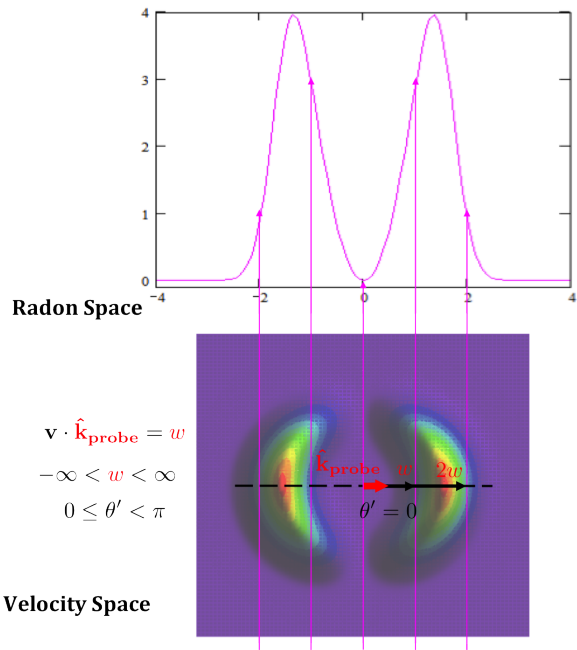 4
3
2
1
0
−4 −2 0 2 4
Radon Space
v · k̂probe = w
−∞ < w < ∞
0 ≤ θ′ < π
k̂probe w 2w
θ′ = 0
Velocity Space